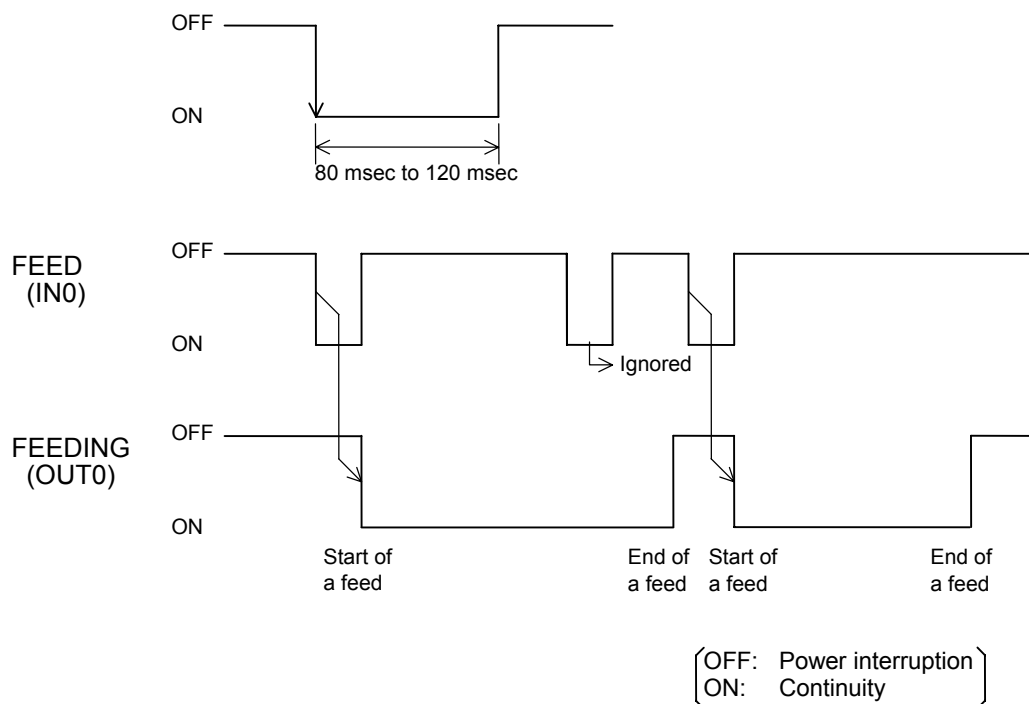 OFF
ON
80 msec to 120 msec
FEED
(IN0)
OFF
ON
Ignored
FEEDING
(OUT0)
OFF
ON
Start of
a feed
End of
a feed
Start of
a feed
End of
a feed
OFF: Power interruption
ON: Continuity